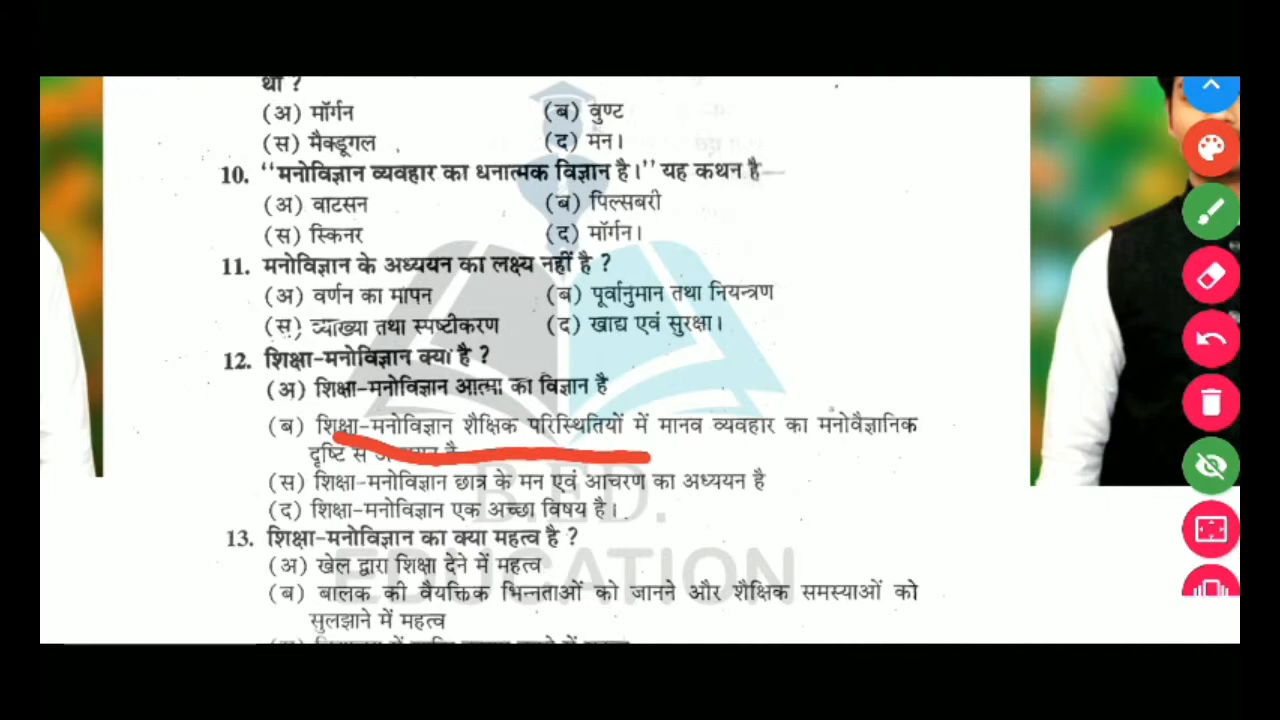 था ?
(अ) मॉर्गन (ब) वुण्ट
(स) मैक्डूगल (द) मन।
10. ‘‘मनोविज्ञान व्यवहार का धनात्मक विज्ञान है।’’ यह कथन है—
(अ) वाटसन (ब) पिल्सबरी
(स) स्किनर (द) मॉर्गन।
11. मनोविज्ञान के अध्ययन का लक्ष्य नहीं है ?
(अ) वर्णन का मापन (ब) पूर्वानुमान तथा नियन्त्रण
(स) व्याख्या तथा स्पष्टीकरण (द) खाद्य एवं सुरक्षा।
12. शिक्षा-मनोविज्ञान क्या है ?
(अ) शिक्षा-मनोविज्ञान आत्मा का विज्ञान है
(ब) शिक्षा-मनोविज्ञान शैक्षिक परिस्थितियों में मानव व्यवहार का मनोवैज्ञानिक
दृष्टि से है
(स) शिक्षा-मनोविज्ञान छात्र के मन एवं आचरण का अध्ययन है
(द) शिक्षा-मनोविज्ञान एक अच्छा विषय है।
B.ED.
13. शिक्षा-मनोविज्ञान का क्या महत्व है ?
(अ) खेल द्वारा शिक्षा देने में महत्व
EDUCATION
(ब) बालक की वैयक्तिक भिन्नताओं को जानने और शैक्षिक समस्याओं को
सुलझाने में महत्व